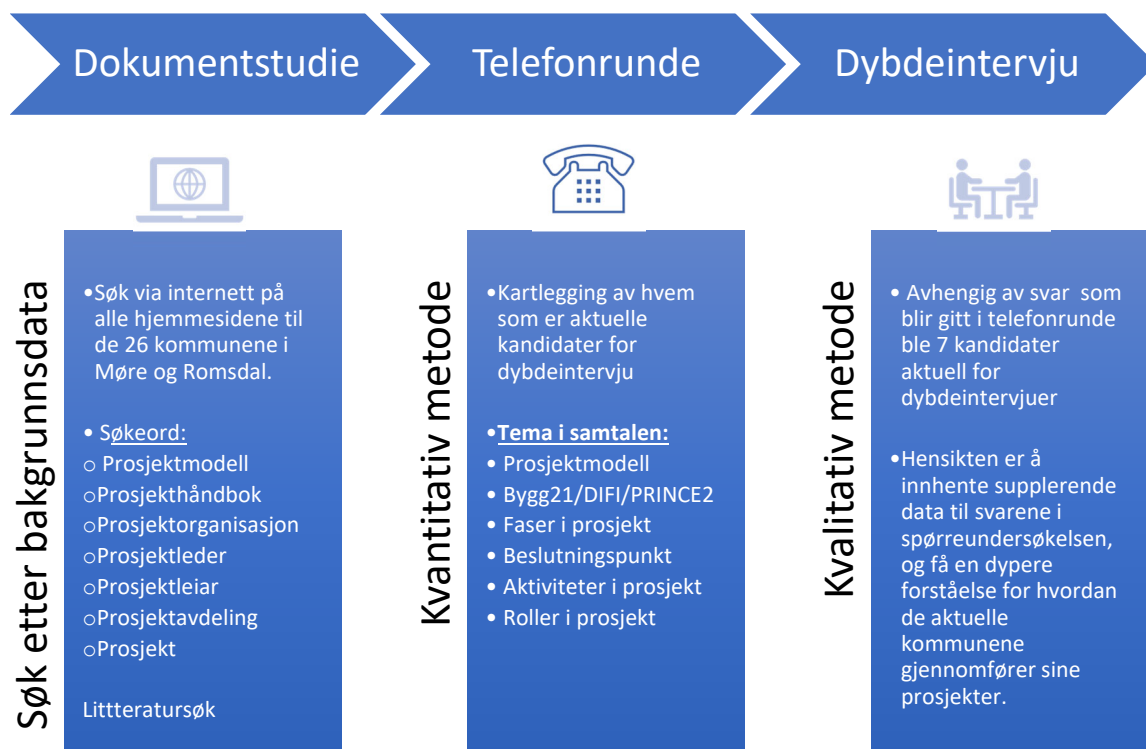 Dokumentstudie
Telefonrunde
Dybdeintervju
Søk etter bakgrunnsdata
•Søk via internett på
alle hjemmesidene til
de 26 kommunene i
Møre og Romsdal.
• Søkeord:
o Prosjektmodell
oProsjekthåndbok
oProsjektorganisasjon
oProsjektleder
oProsjektleiar
oProsjektavdeling
oProsjekt
Littteratursøk
Kvantitativ metode
•Kartlegging av hvem
som er aktuelle
kandidater for
dybdeintervju
•Tema i samtalen:
• Prosjektmodell
• Bygg21/DIFI/PRINCE2
• Faser i prosjekt
• Beslutningspunkt
• Aktiviteter i prosjekt
• Roller i prosjekt
Kvalitativ metode
• Avhengig av svar som
blir gitt i telefonrunde
ble 7 kandidater
aktuell for
dybdeintervjuer
•Hensikten er å
innhente supplerende
data til svarene i
spørreundersøkelsen,
og få en dypere
forståelse for hvordan
de aktuelle
kommunene
gjennomfører sine
prosjekter.